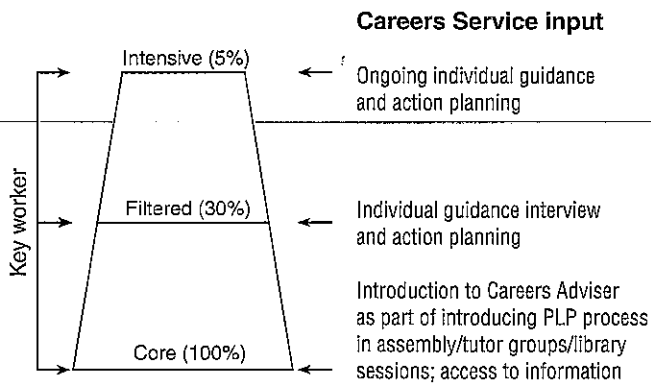 Careers Service input
Intensive (5%)
Ongoing individual guidance
and action planning
Key worker
Filtered (30%)
Individual guidance interview
and action planning
Introduction to Careers Adviser
as part of introducing PLP process
in assembly/tutor groups/library
sessions; access to information
Core (100%)